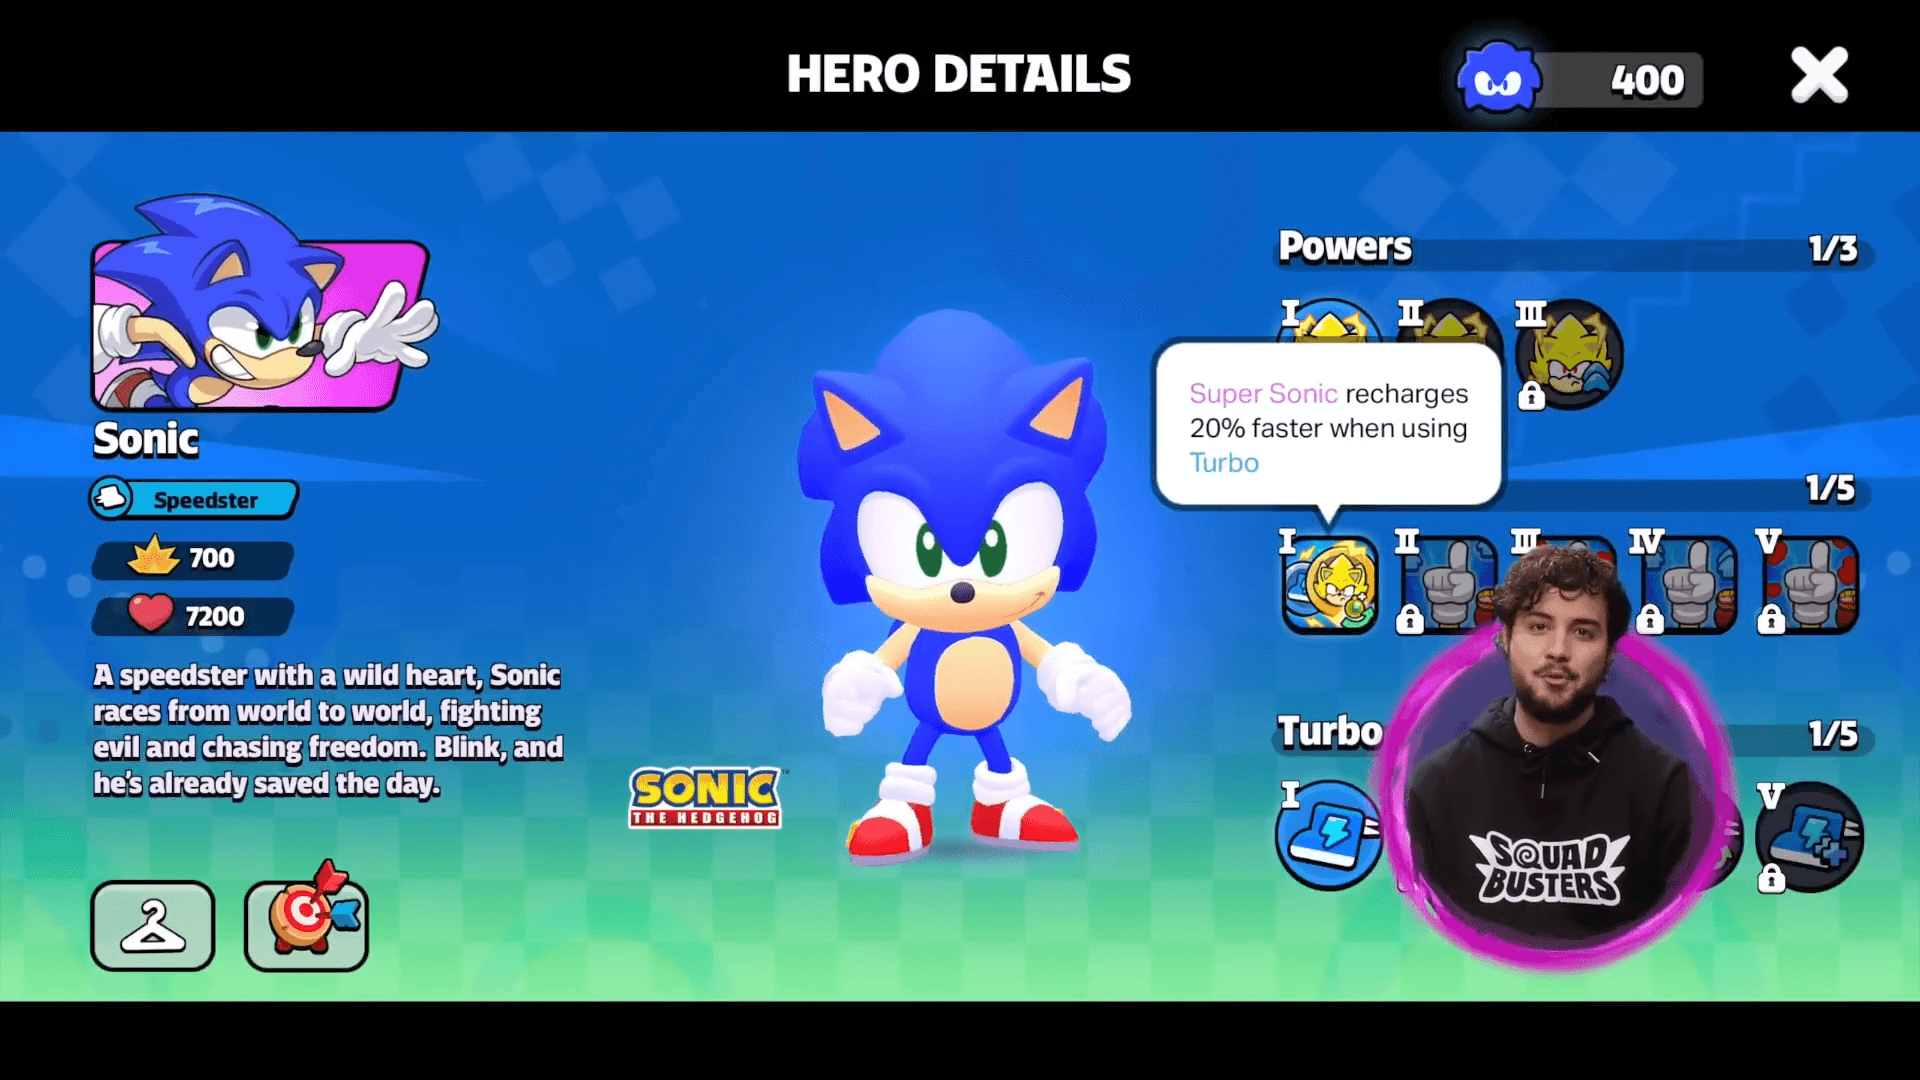 HERO DETAILS
400
Sonic
Speedster
700
7200
A speedster with a wild heart, Sonic
races from world to world, fighting
evil and chasing freedom. Blink, and
he's already saved the day.
SONIC
THE HEDGEHOG
TM
Powers 1/3
I II III
Super Sonic recharges
20% faster when using
Turbo
1/5
I II III IV V
Turbo 1/5
I V
SQUAD
BUSTERS